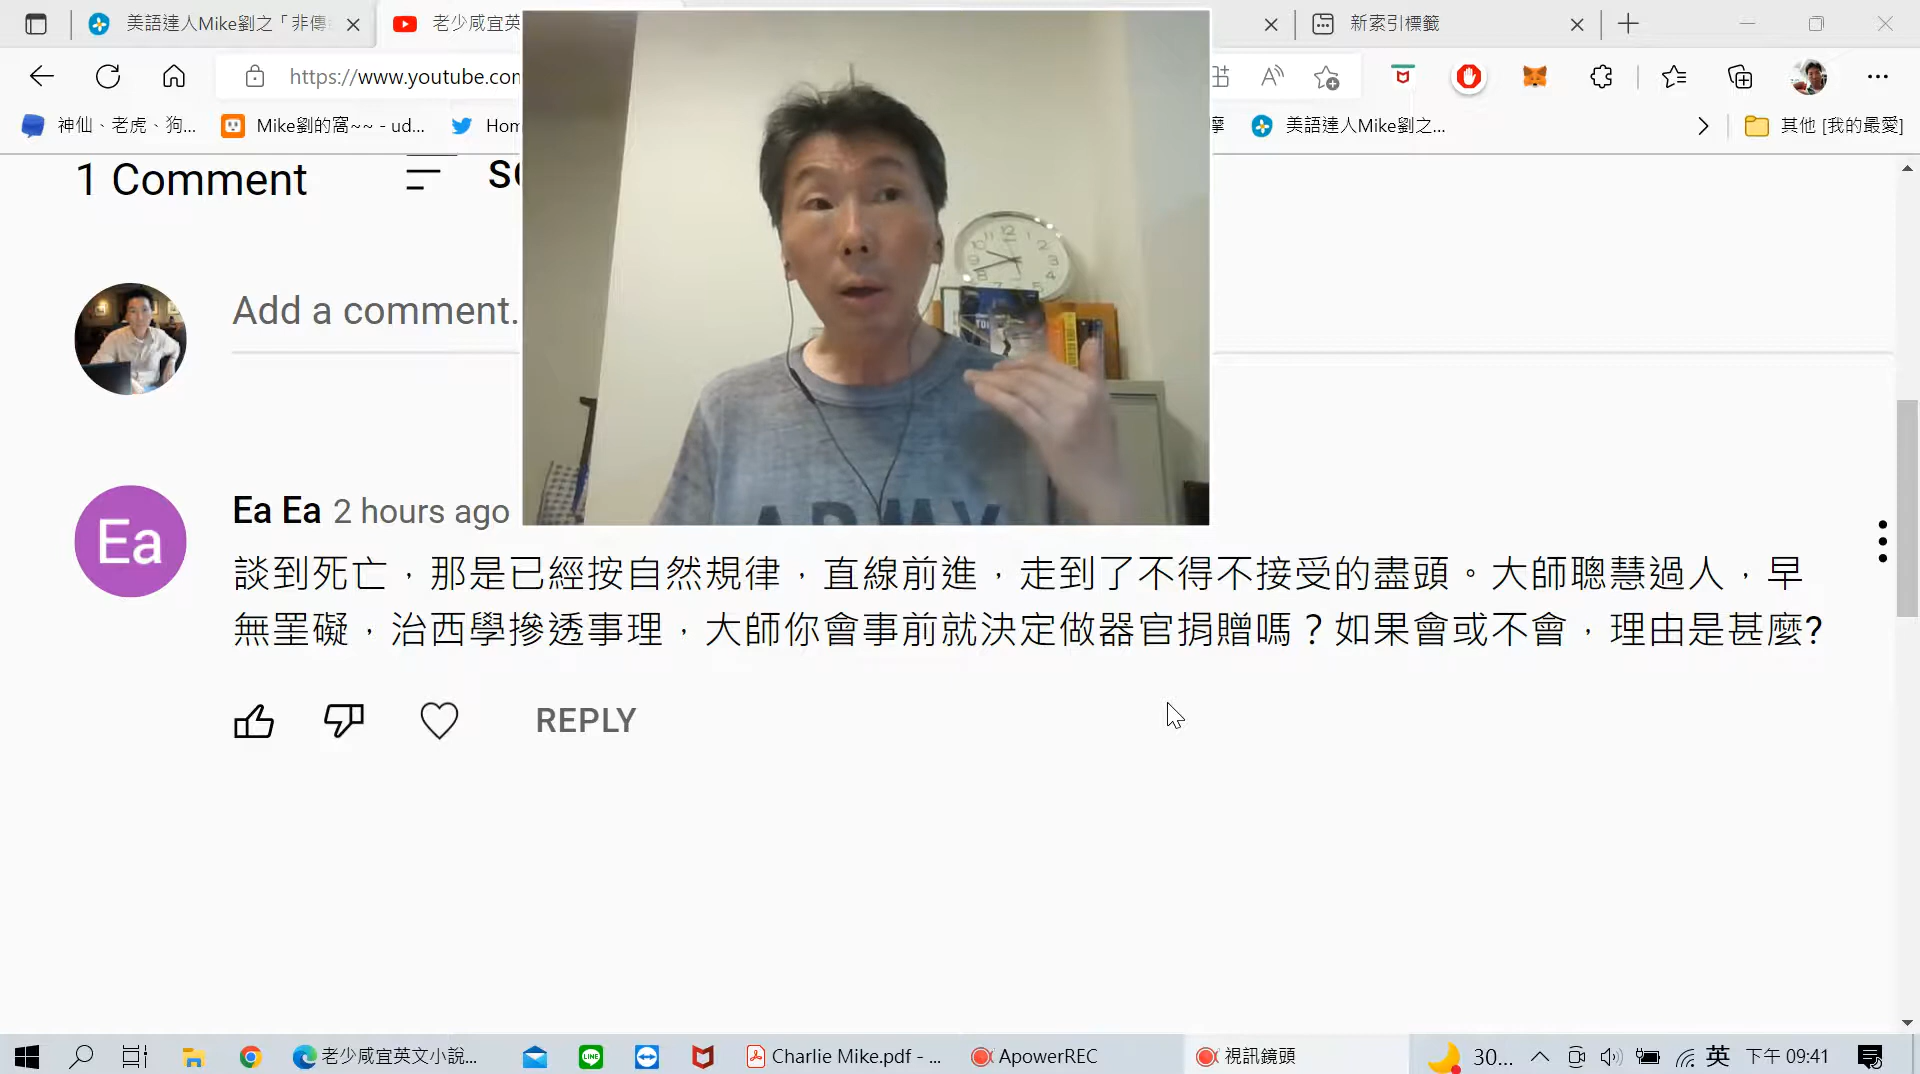 美語達人Mike劉之「非傳
老少咸宜英
新索引標籤
https://www.youtube.com
神仙、老虎、狗...
Mike劉的窩~~ - ud...
美語達人Mike劉之...
其他 [我的最愛]
1 Comment
Add a comment.
Ea
Ea Ea 2 hours ago
談到死亡，那是已經按自然規律，直線前進，走到了不得不接受的盡頭。大師聰慧過人，早
無罣礙，治西學摻透事理，大師你會事前就決定做器官捐贈嗎？如果會或不會，理由是甚麼?
REPLY
ARMY
老少咸宜英文小說...
LINE
Charlie Mike.pdf - ...
ApowerREC
視訊鏡頭
30...
英
下午 09:41